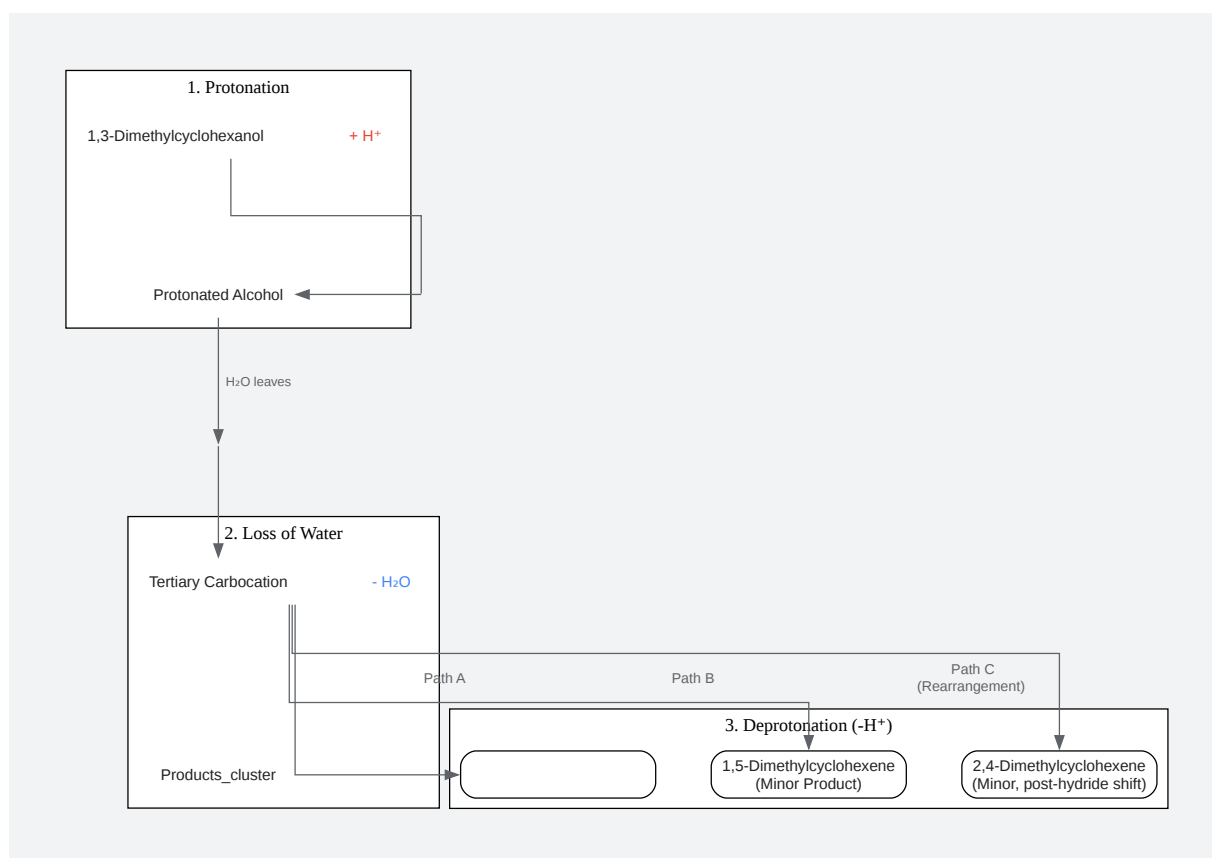 1. Protonation
1,3-Dimethylcyclohexanol
+ H⁺
Protonated Alcohol
H₂O leaves
2. Loss of Water
Tertiary Carbocation
- H₂O
Path A
Path B
Path C
(Rearrangement)
3. Deprotonation (-H⁺)
Products_cluster
1,5-Dimethylcyclohexene
(Minor Product)
2,4-Dimethylcyclohexene
(Minor, post-hydride shift)